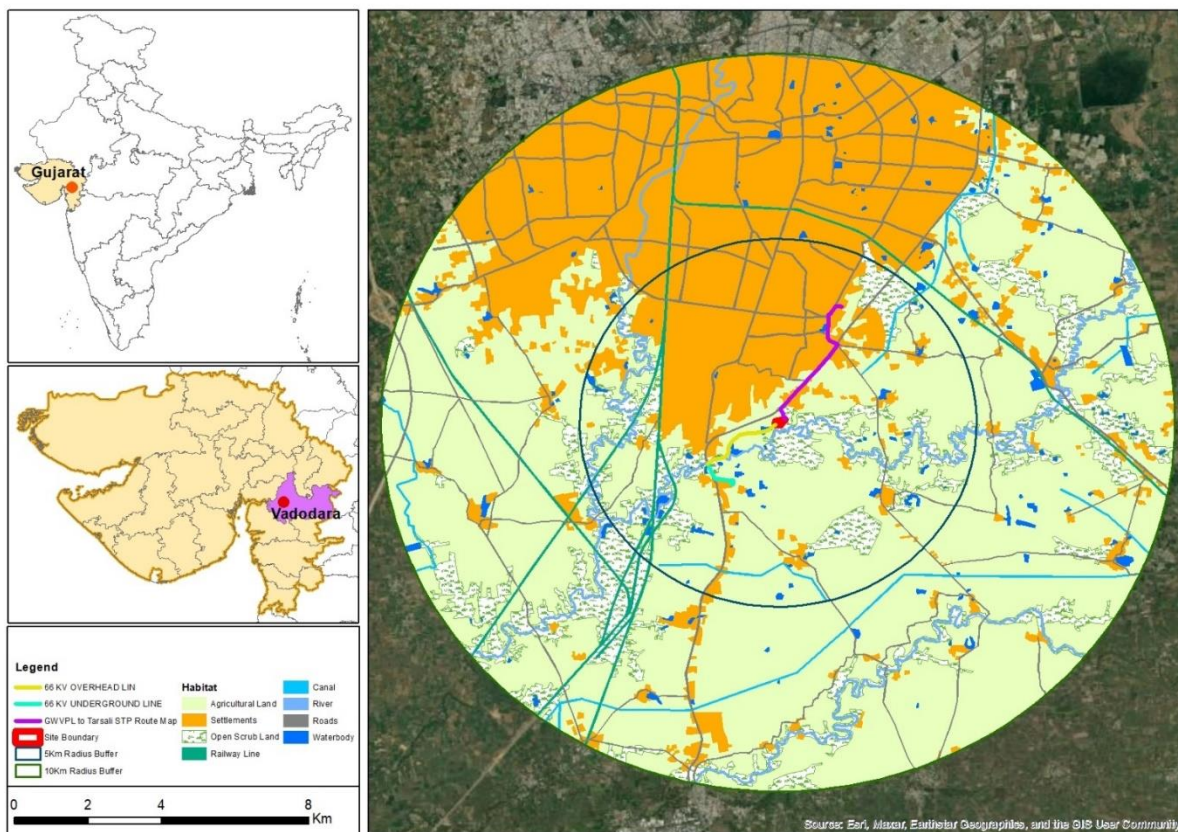 Gujarat
Vadodara
Legend
66 KV OVERHEAD LIN
66 KV UNDERGROUND LINE
GWVPL to Tarsali STP Route Map
Site Boundary
5Km Radius Buffer
10Km Radius Buffer
Habitat
Agricultural Land
Settlements
Open Scrub Land
Railway Line
Canal
River
Roads
Waterbody
0 2 4 8
Km
Source: Esri, Maxar, Earthstar Geographics, and the GIS User Community